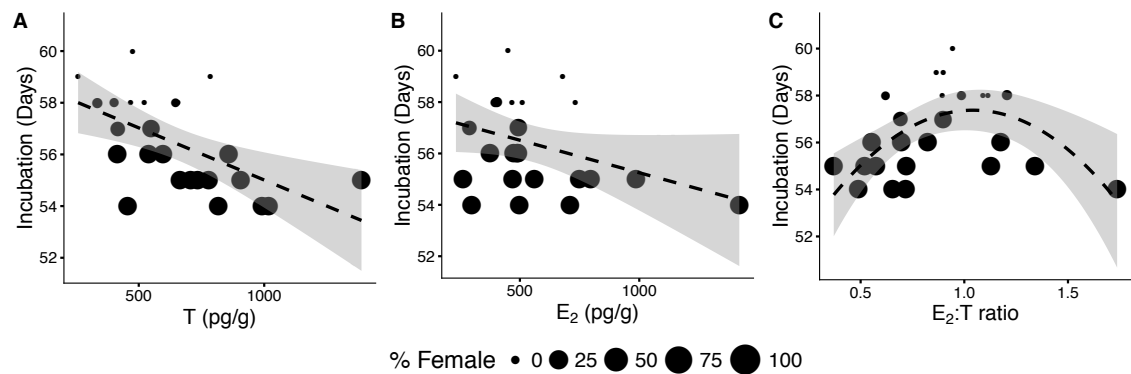 A
Incubation (Days)
60
58
56
54
52
500
1000
T (pg/g)
B
Incubation (Days)
60
58
56
54
52
500
1000
E₂ (pg/g)
C
Incubation (Days)
60
58
56
54
52
0.5
1.0
1.5
E₂:T ratio
% Female 0 25 50 75 100